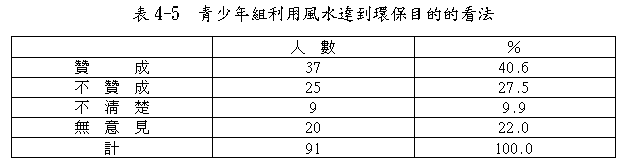 表 4-5 青少年組利用風水達到環保目的的看法
人 數 %
贊 成 37 40.6
不 贊 成 25 27.5
不 清 楚 9 9.9
無 意 見 20 22.0
計 91 100.0